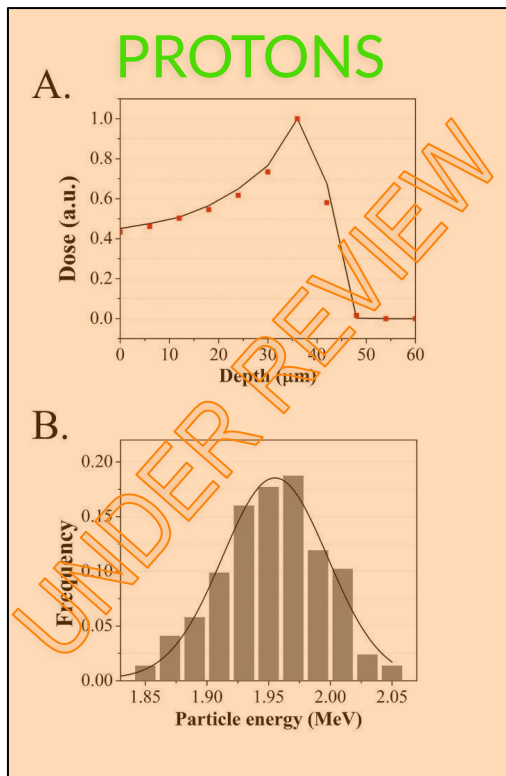 PROTONS
A.
Dose (a.u.)
1.0
0.8
0.6
0.4
0.2
0.0
0 10 20 30 40 50 60
Depth (µm)
UNDER REVIEW
B.
Frequency
0.20
0.15
0.10
0.05
0.00
1.85 1.90 1.95 2.00 2.05
Particle energy (MeV)